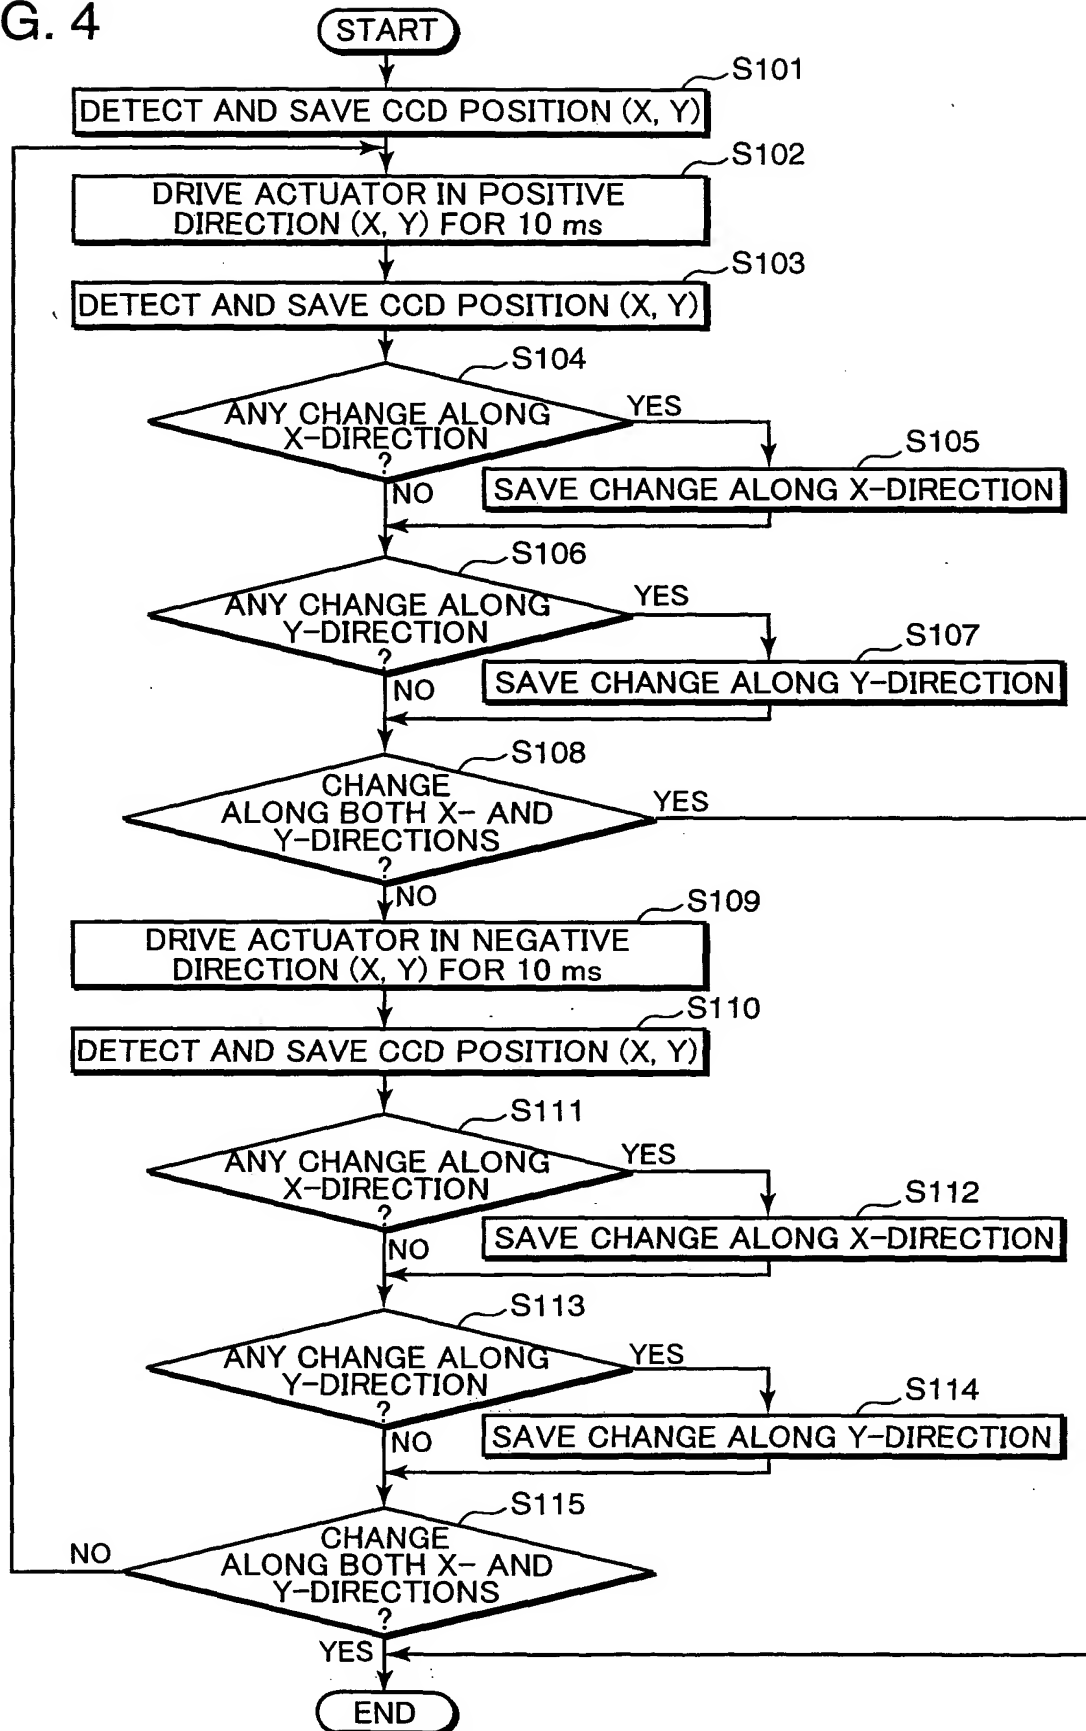 G. 4
START
S101
DETECT AND SAVE CCD POSITION (X, Y)
S102
DRIVE ACTUATOR IN POSITIVE
DIRECTION (X, Y) FOR 10 ms
S103
DETECT AND SAVE CCD POSITION (X, Y)
S104
ANY CHANGE ALONG
X-DIRECTION
?
YES
NO
S105
SAVE CHANGE ALONG X-DIRECTION
S106
ANY CHANGE ALONG
Y-DIRECTION
?
YES
NO
S107
SAVE CHANGE ALONG Y-DIRECTION
S108
CHANGE
ALONG BOTH X- AND
Y-DIRECTIONS
?
YES
NO
S109
DRIVE ACTUATOR IN NEGATIVE
DIRECTION (X, Y) FOR 10 ms
S110
DETECT AND SAVE CCD POSITION (X, Y)
S111
ANY CHANGE ALONG
X-DIRECTION
?
YES
NO
S112
SAVE CHANGE ALONG X-DIRECTION
S113
ANY CHANGE ALONG
Y-DIRECTION
?
YES
NO
S114
SAVE CHANGE ALONG Y-DIRECTION
S115
CHANGE
ALONG BOTH X- AND
Y-DIRECTIONS
?
NO
YES
END